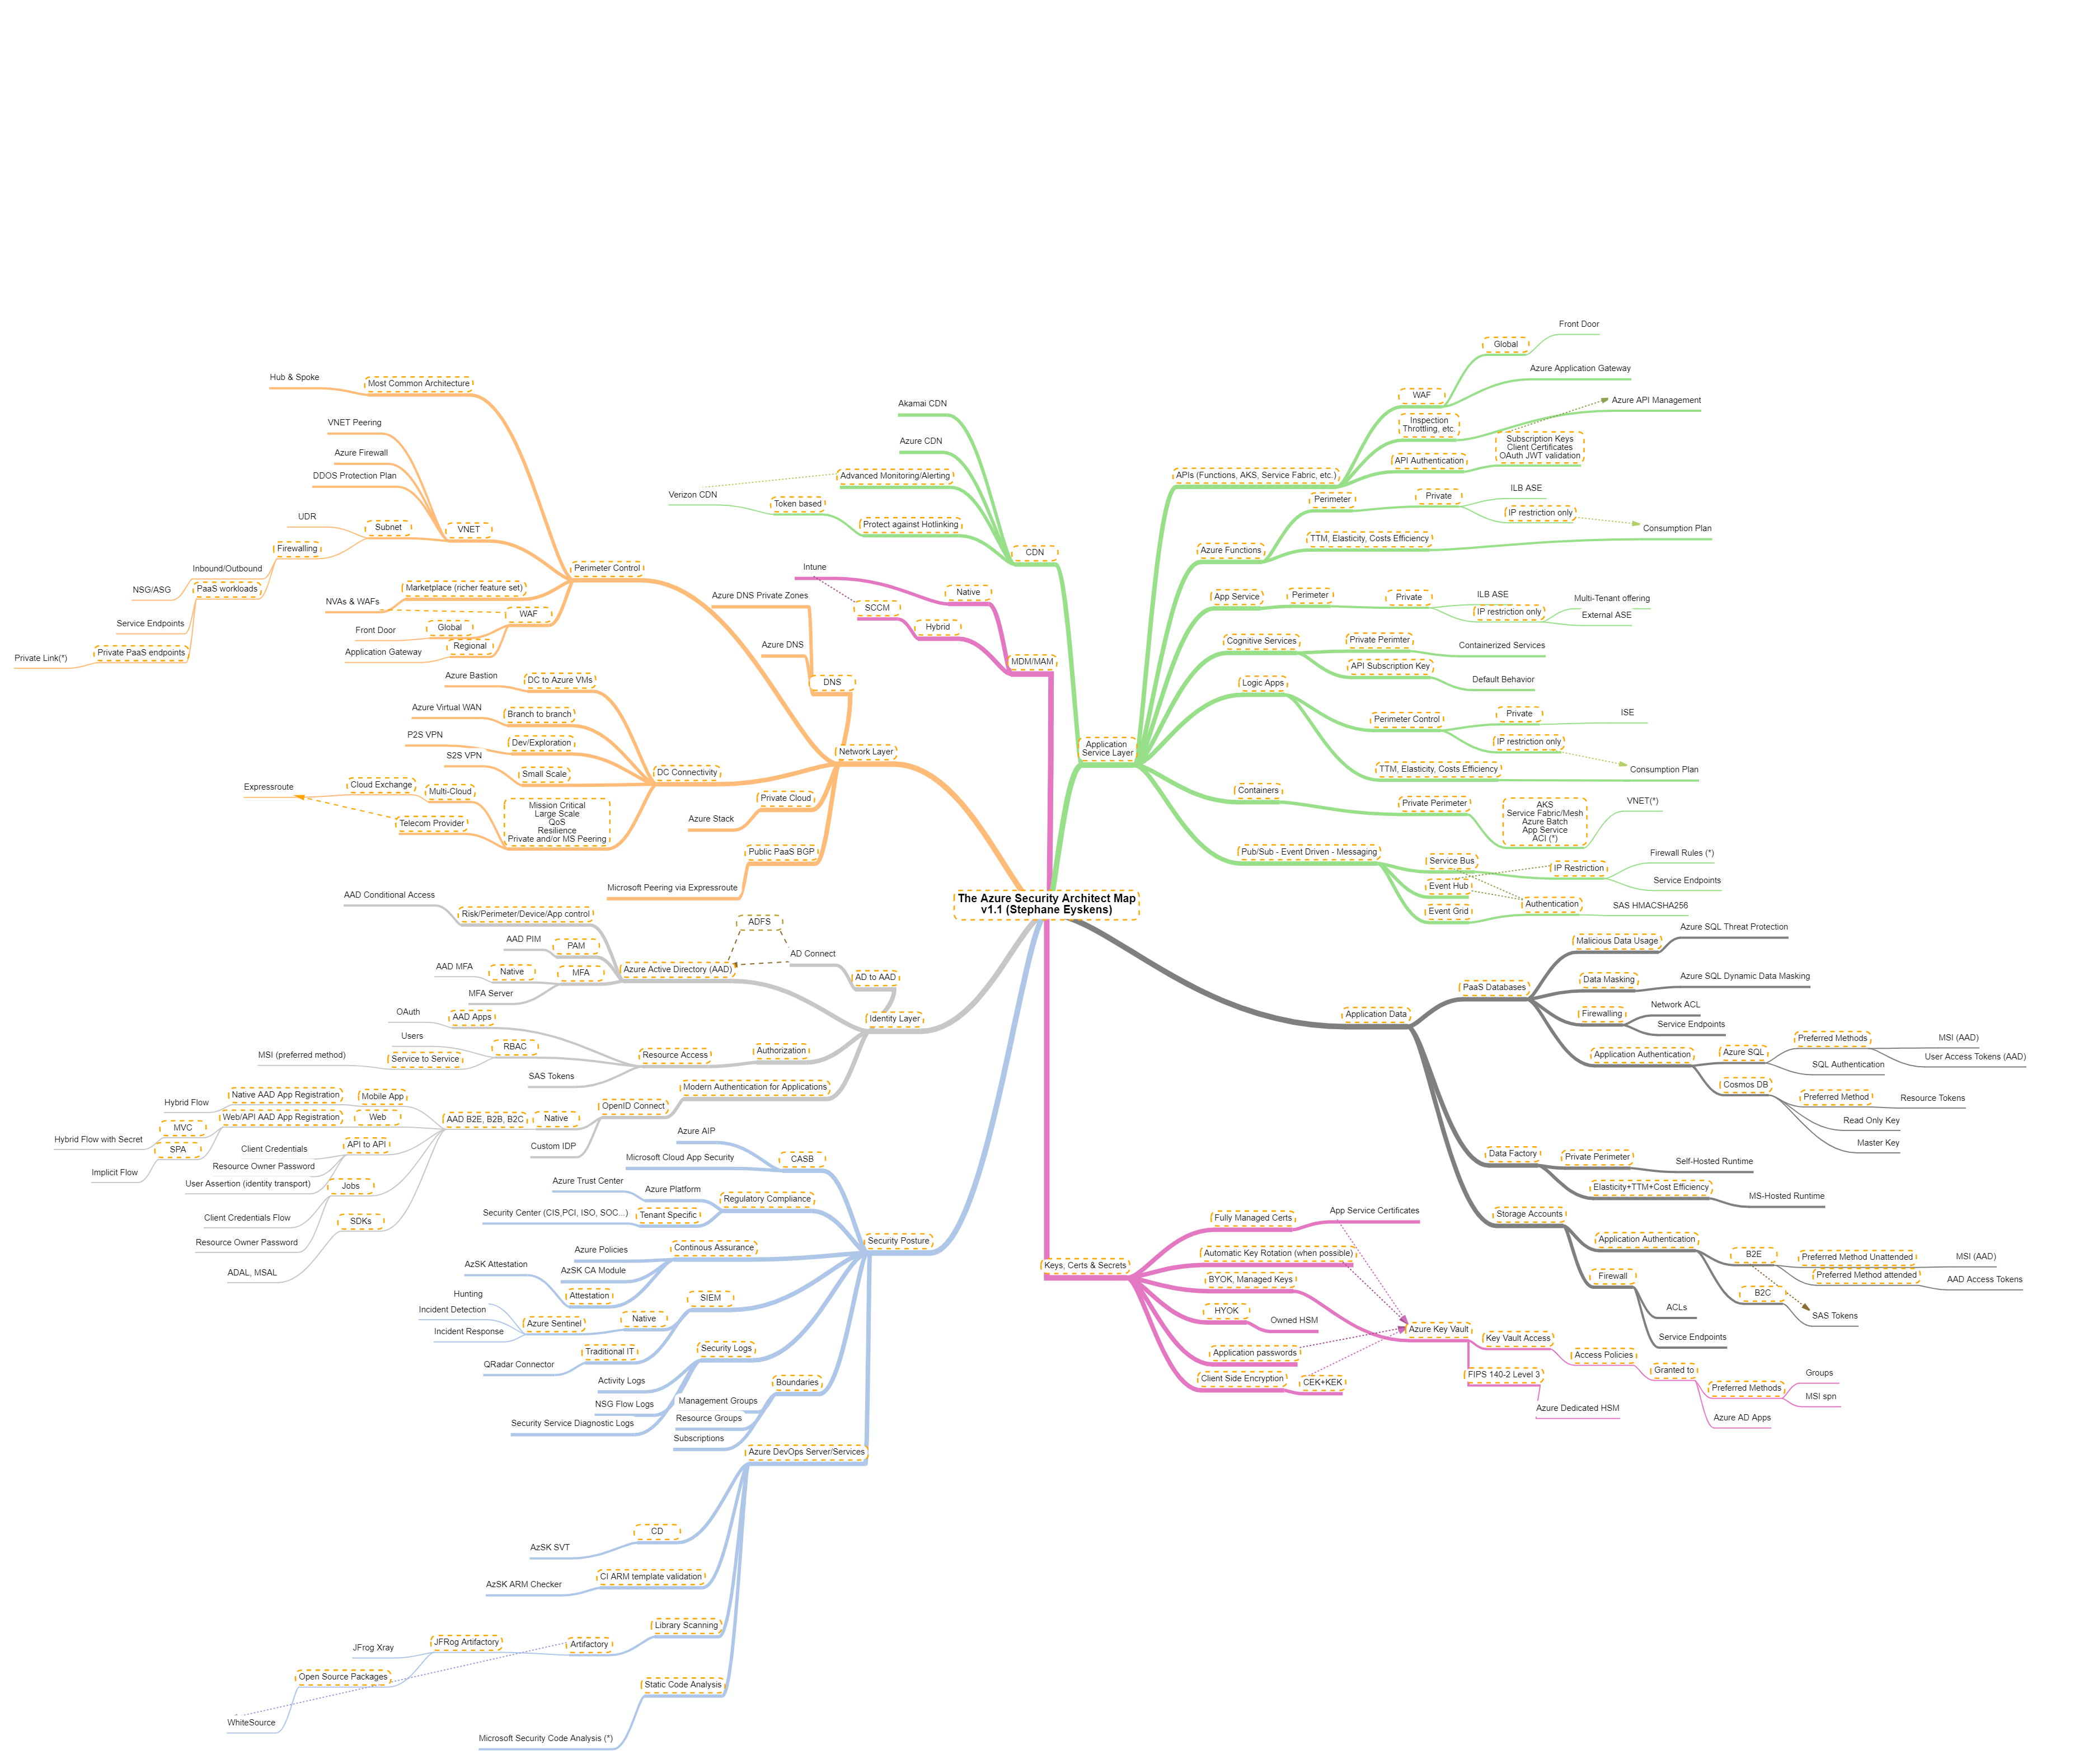 The Azure Security Architect Map
v1.1 (Stephane Eyskens)
Application
Service Layer
APIs (Functions, AKS, Service Fabric, etc.)
WAF
Global
Front Door
Azure Application Gateway
Inspection
Throttling, etc.
Azure API Management
API Authentication
Subscription Keys
Client Certificates
OAuth JWT validation
Azure Functions
Perimeter
Private
ILB ASE
IP restriction only
TTM, Elasticity, Costs Efficiency
Consumption Plan
App Service
Perimeter
Private
ILB ASE
IP restriction only
Multi-Tenant offering
External ASE
Cognitive Services
Private Perimter
Containerized Services
API Subscription Key
Default Behavior
Logic Apps
Perimeter Control
Private
ISE
IP restriction only
TTM, Elasticity, Costs Efficiency
Consumption Plan
Containers
Private Perimeter
AKS
Service Fabric/Mesh
Azure Batch
App Service
ACI (*)
VNET(*)
Pub/Sub - Event Driven - Messaging
Service Bus
IP Restriction
Firewall Rules (*)
Service Endpoints
Event Hub
Event Grid
Authentication
SAS HMACSHA256
CDN
Akamai CDN
Azure CDN
Advanced Monitoring/Alerting
Verizon CDN
Token based
Protect against Hotlinking
MDM/MAM
Native
Intune
Hybrid
SCCM
Application Data
PaaS Databases
Malicious Data Usage
Azure SQL Threat Protection
Data Masking
Azure SQL Dynamic Data Masking
Firewalling
Network ACL
Service Endpoints
Application Authentication
Azure SQL
Preferred Methods
MSI (AAD)
User Access Tokens (AAD)
SQL Authentication
Cosmos DB
Preferred Method
Resource Tokens
Read Only Key
Master Key
Data Factory
Private Perimeter
Self-Hosted Runtime
Elasticity+TTM+Cost Efficiency
MS-Hosted Runtime
Storage Accounts
Application Authentication
B2E
Preferred Method Unattended
MSI (AAD)
Preferred Method attended
AAD Access Tokens
B2C
SAS Tokens
Firewall
ACLs
Service Endpoints
Keys, Certs & Secrets
Fully Managed Certs
App Service Certificates
Automatic Key Rotation (when possible)
BYOK, Managed Keys
HYOK
Owned HSM
Application passwords
Client Side Encryption
CEK+KEK
Azure Key Vault
Key Vault Access
Access Policies
Granted to
Preferred Methods
Groups
MSI spn
Azure AD Apps
FIPS 140-2 Level 3
Azure Dedicated HSM
Network Layer
Perimeter Control
Most Common Architecture
Hub & Spoke
VNET
VNET Peering
Azure Firewall
DDOS Protection Plan
Subnet
UDR
Firewalling
Inbound/Outbound
NSG/ASG
PaaS workloads
Service Endpoints
Private PaaS endpoints
Private Link(*)
Marketplace (richer feature set)
NVAs & WAFs
WAF
Global
Front Door
Regional
Application Gateway
DNS
Azure DNS Private Zones
Azure DNS
DC Connectivity
DC to Azure VMs
Azure Bastion
Branch to branch
Azure Virtual WAN
Dev/Exploration
P2S VPN
Small Scale
S2S VPN
Mission Critical
Large Scale
QoS
Resilience
Private and/or MS Peering
Multi-Cloud
Cloud Exchange
Expressroute
Telecom Provider
Private Cloud
Azure Stack
Public PaaS BGP
Microsoft Peering via Expressroute
Identity Layer
AD to AAD
AD Connect
ADFS
Azure Active Directory (AAD)
Risk/Perimeter/Device/App control
AAD Conditional Access
PAM
AAD PIM
MFA
Native
AAD MFA
MFA Server
Authorization
Resource Access
AAD Apps
OAuth
RBAC
Users
Service to Service
MSI (preferred method)
SAS Tokens
Modern Authentication for Applications
OpenID Connect
Native
AAD B2E, B2B, B2C
Mobile App
Native AAD App Registration
Hybrid Flow
Web
Web/API AAD App Registration
MVC
Hybrid Flow with Secret
SPA
Implicit Flow
API to API
Client Credentials
Resource Owner Password
User Assertion (identity transport)
Jobs
Client Credentials Flow
Resource Owner Password
SDKs
ADAL, MSAL
Custom IDP
Security Posture
CASB
Azure AIP
Microsoft Cloud App Security
Regulatory Compliance
Azure Platform
Azure Trust Center
Tenant Specific
Security Center (CIS,PCI, ISO, SOC...)
Continous Assurance
Azure Policies
AzSK CA Module
Attestation
AzSK Attestation
SIEM
Native
Azure Sentinel
Hunting
Incident Detection
Incident Response
Traditional IT
QRadar Connector
Security Logs
Activity Logs
NSG Flow Logs
Security Service Diagnostic Logs
Boundaries
Management Groups
Resource Groups
Subscriptions
Azure DevOps Server/Services
CD
AzSK SVT
CI ARM template validation
AzSK ARM Checker
Library Scanning
Artifactory
JFRog Artifactory
JFrog Xray
Open Source Packages
WhiteSource
Static Code Analysis
Microsoft Security Code Analysis (*)